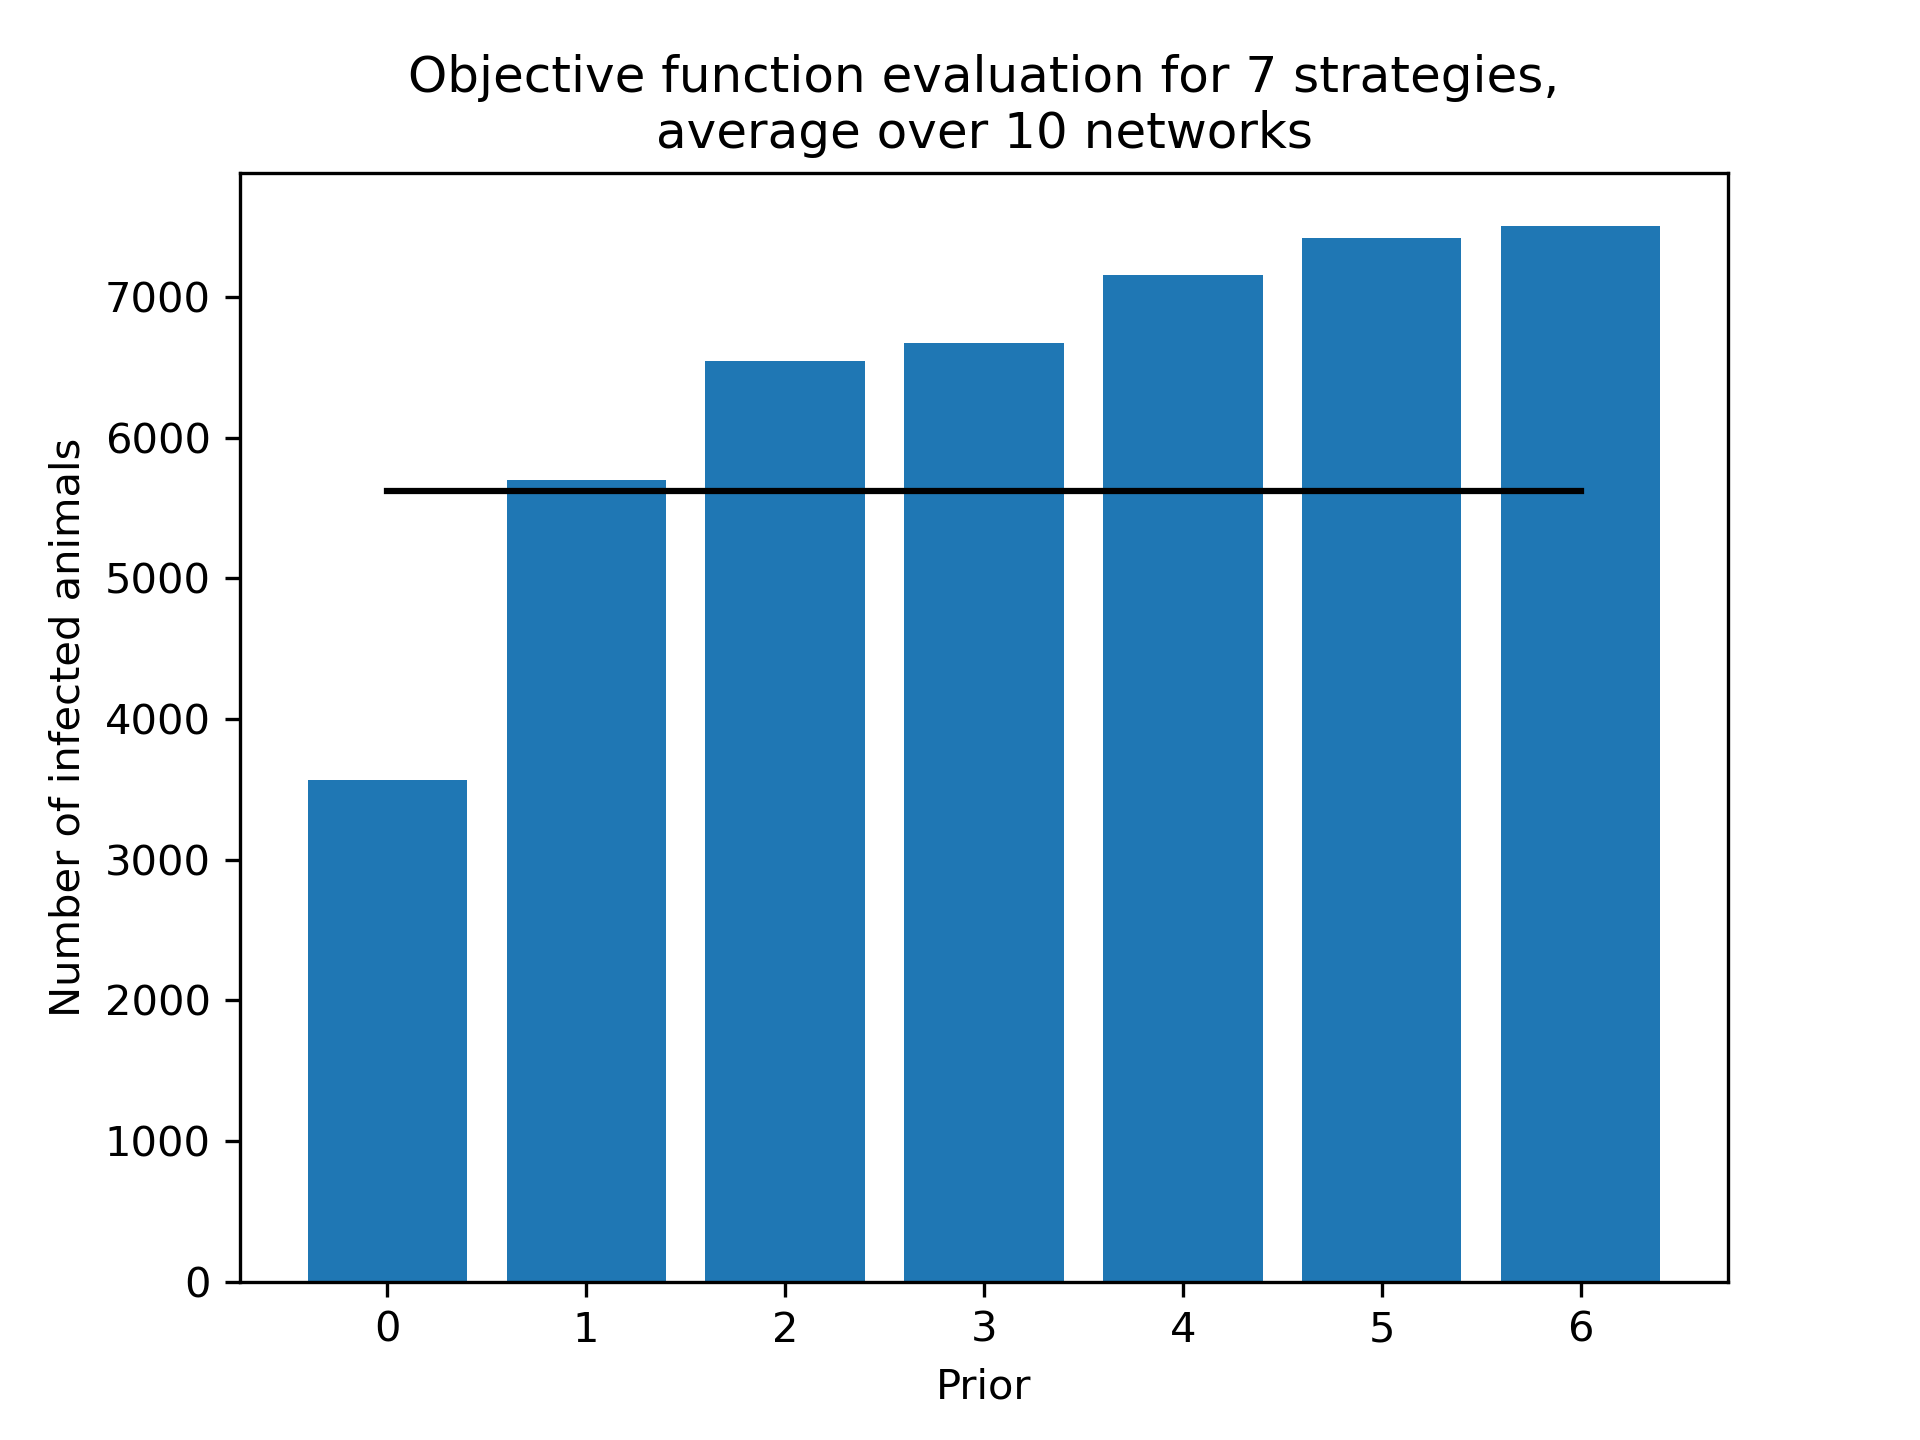 Objective function evaluation for 7 strategies,
average over 10 networks
Number of infected animals
7000
6000
5000
4000
3000
2000
1000
0
0 1 2 3 4 5 6
Prior